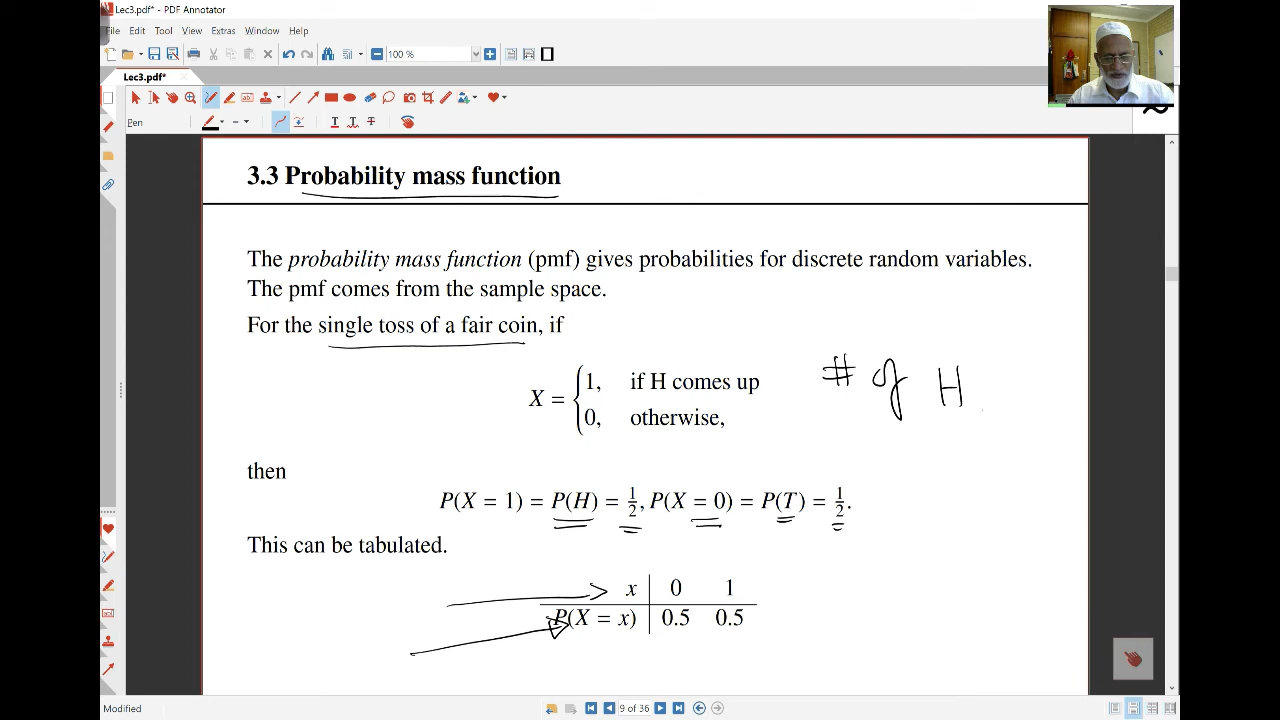 Lec3.pdf* - PDF Annotator
File Edit Tool View Extras Window Help
100 %
Lec3.pdf*
Pen
3.3 Probability mass function
The probability mass function (pmf) gives probabilities for discrete random variables.
The pmf comes from the sample space.
For the single toss of a fair coin, if
X = { 1, if H comes up
0, otherwise,
# of H
then
P(X = 1) = P(H) = 1/2, P(X = 0) = P(T) = 1/2.
This can be tabulated.
x 0 1
P(X = x) 0.5 0.5
Modified
9 of 36